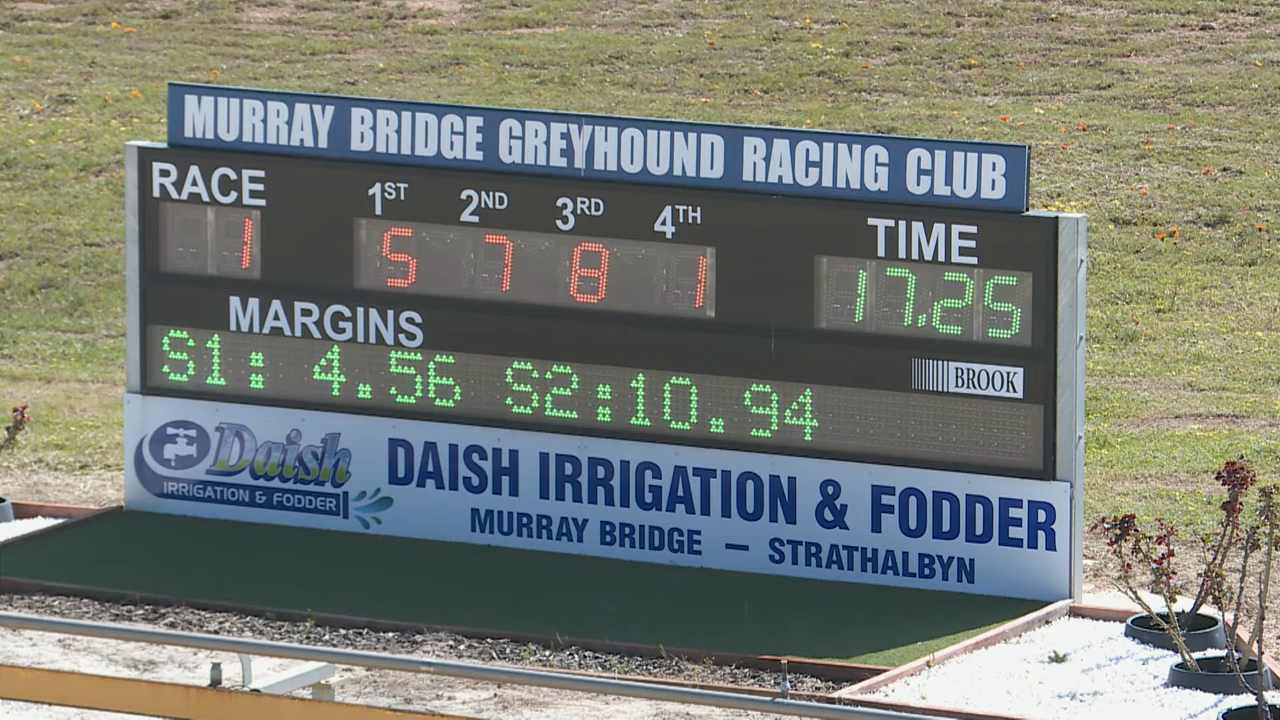 MURRAY BRIDGE GREYHOUND RACING CLUB
RACE 1ST 2ND 3RD 4TH TIME
1 5 7 8 1 17.25
MARGINS
S1: 4.56 S2:10.94
BROOK
Daish
IRRIGATION & FODDER
DAISH IRRIGATION & FODDER
MURRAY BRIDGE – STRATHALBYN